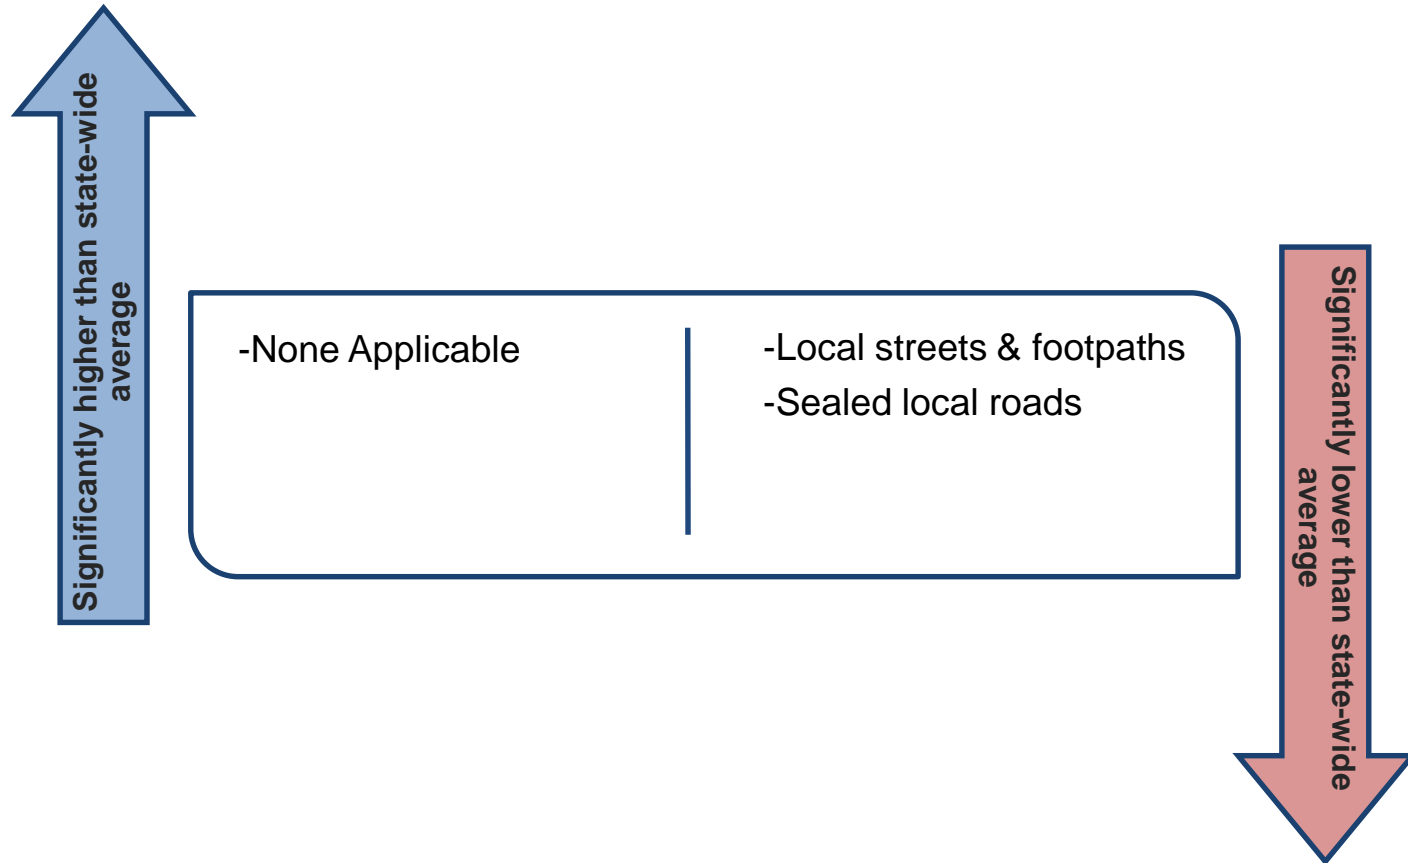 Significantly higher than state-wide
average
-None Applicable
-Local streets & footpaths
-Sealed local roads
Significantly lower than state-wide
average